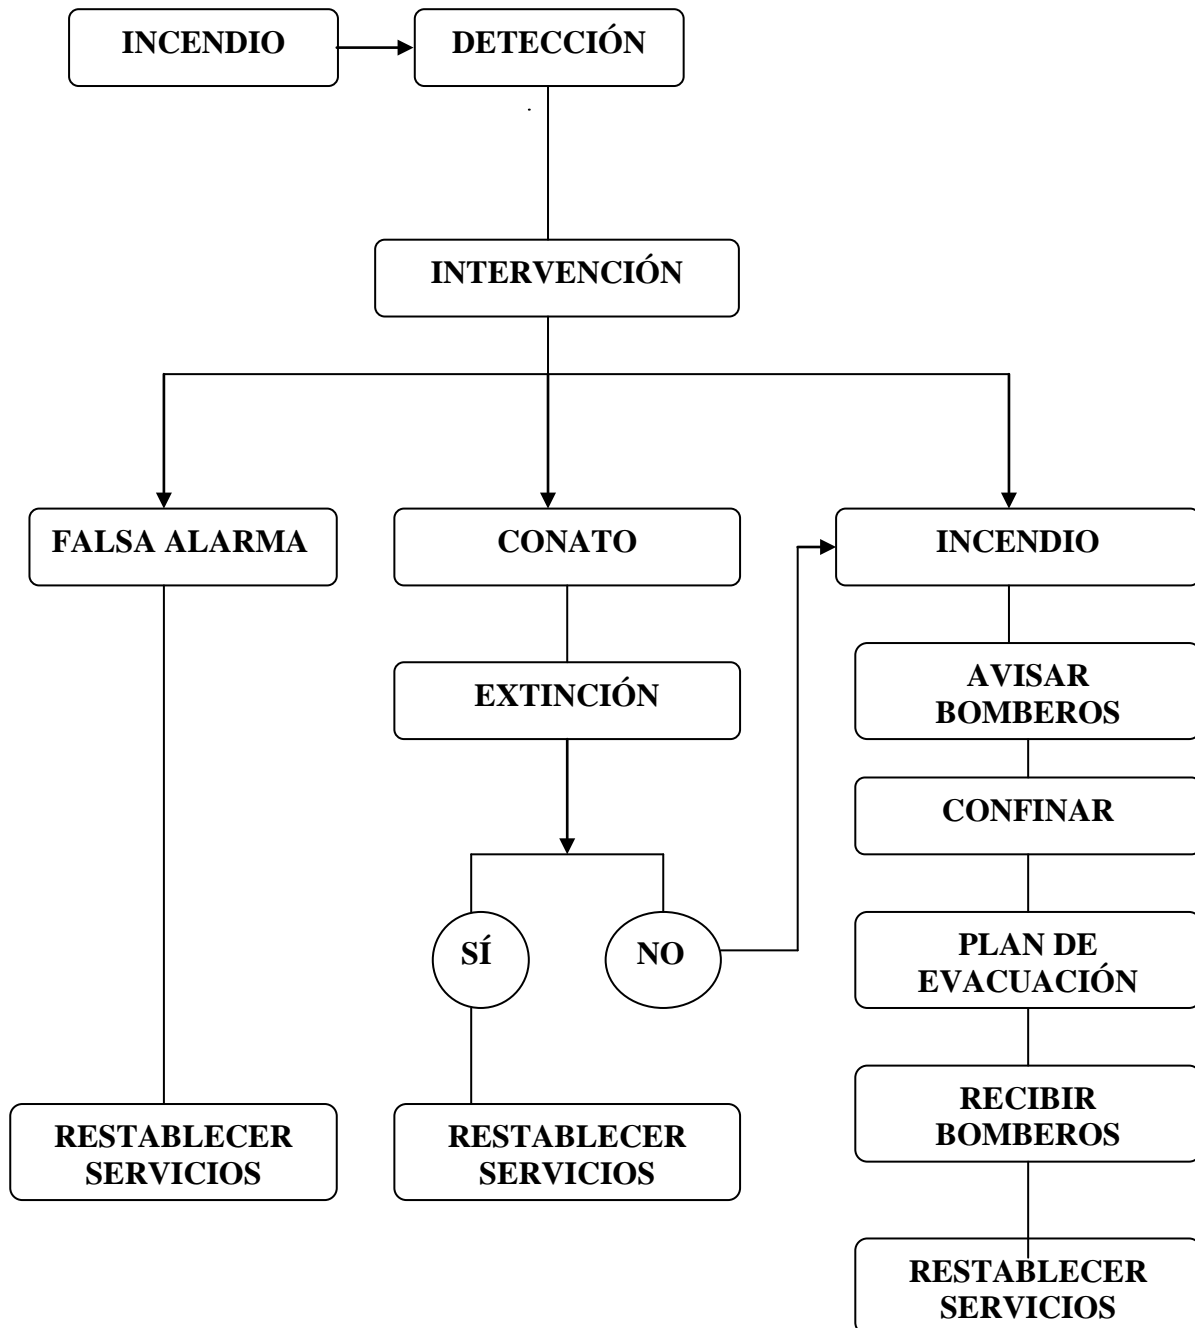 INCENDIO
DETECCIÓN
INTERVENCIÓN
FALSA ALARMA
CONATO
INCENDIO
EXTINCIÓN
AVISAR
BOMBEROS
CONFINAR
SÍ
NO
PLAN DE
EVACUACIÓN
RESTABLECER
SERVICIOS
RESTABLECER
SERVICIOS
RECIBIR
BOMBEROS
RESTABLECER
SERVICIOS